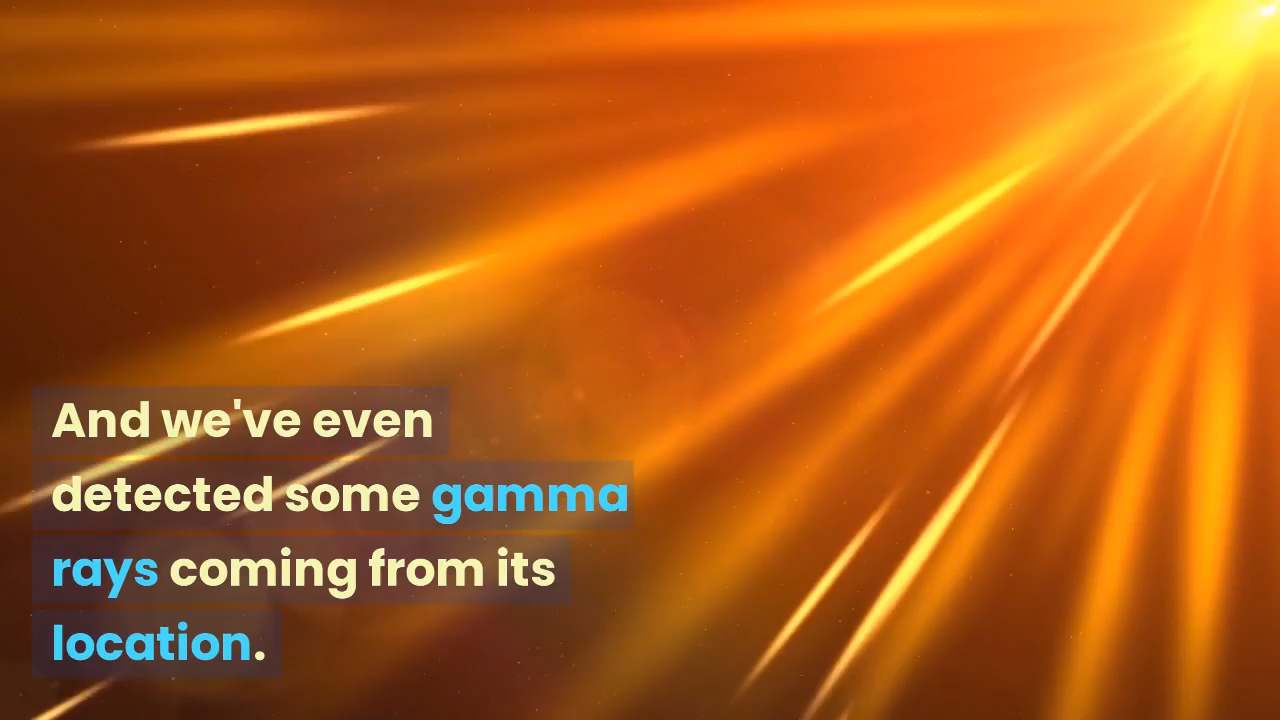 And we've even
detected some gamma
rays coming from its
location.